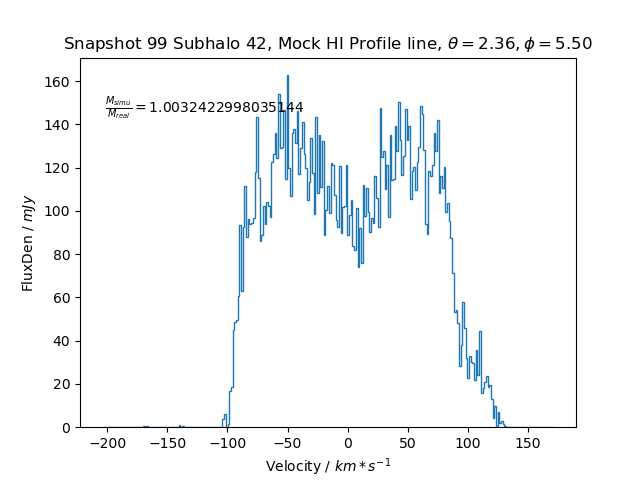 Snapshot 99 Subhalo 42, Mock HI Profile line, θ = 2.36, ϕ = 5.50
M_simu/M_real = 1.0032422998035144
FluxDen / mJy
160
140
120
100
80
60
40
20
0
−200 −150 −100 −50 0 50 100 150
Velocity / km * s⁻¹